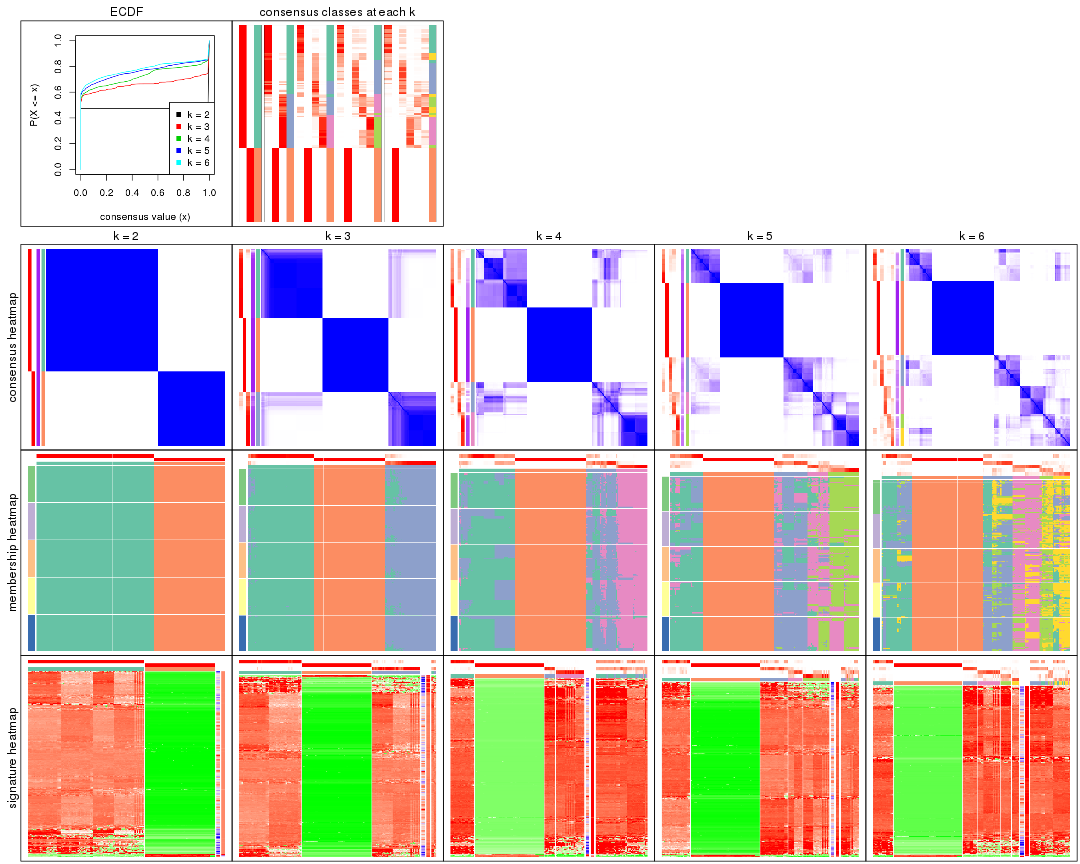 ECDF
consensus classes at each k
P(X <= x)
0.0 0.2 0.4 0.6 0.8 1.0
k = 2
k = 3
k = 4
k = 5
k = 6
0.0 0.2 0.4 0.6 0.8 1.0
consensus value (x)
k = 2 k = 3 k = 4 k = 5 k = 6
consensus heatmap
membership heatmap
signature heatmap